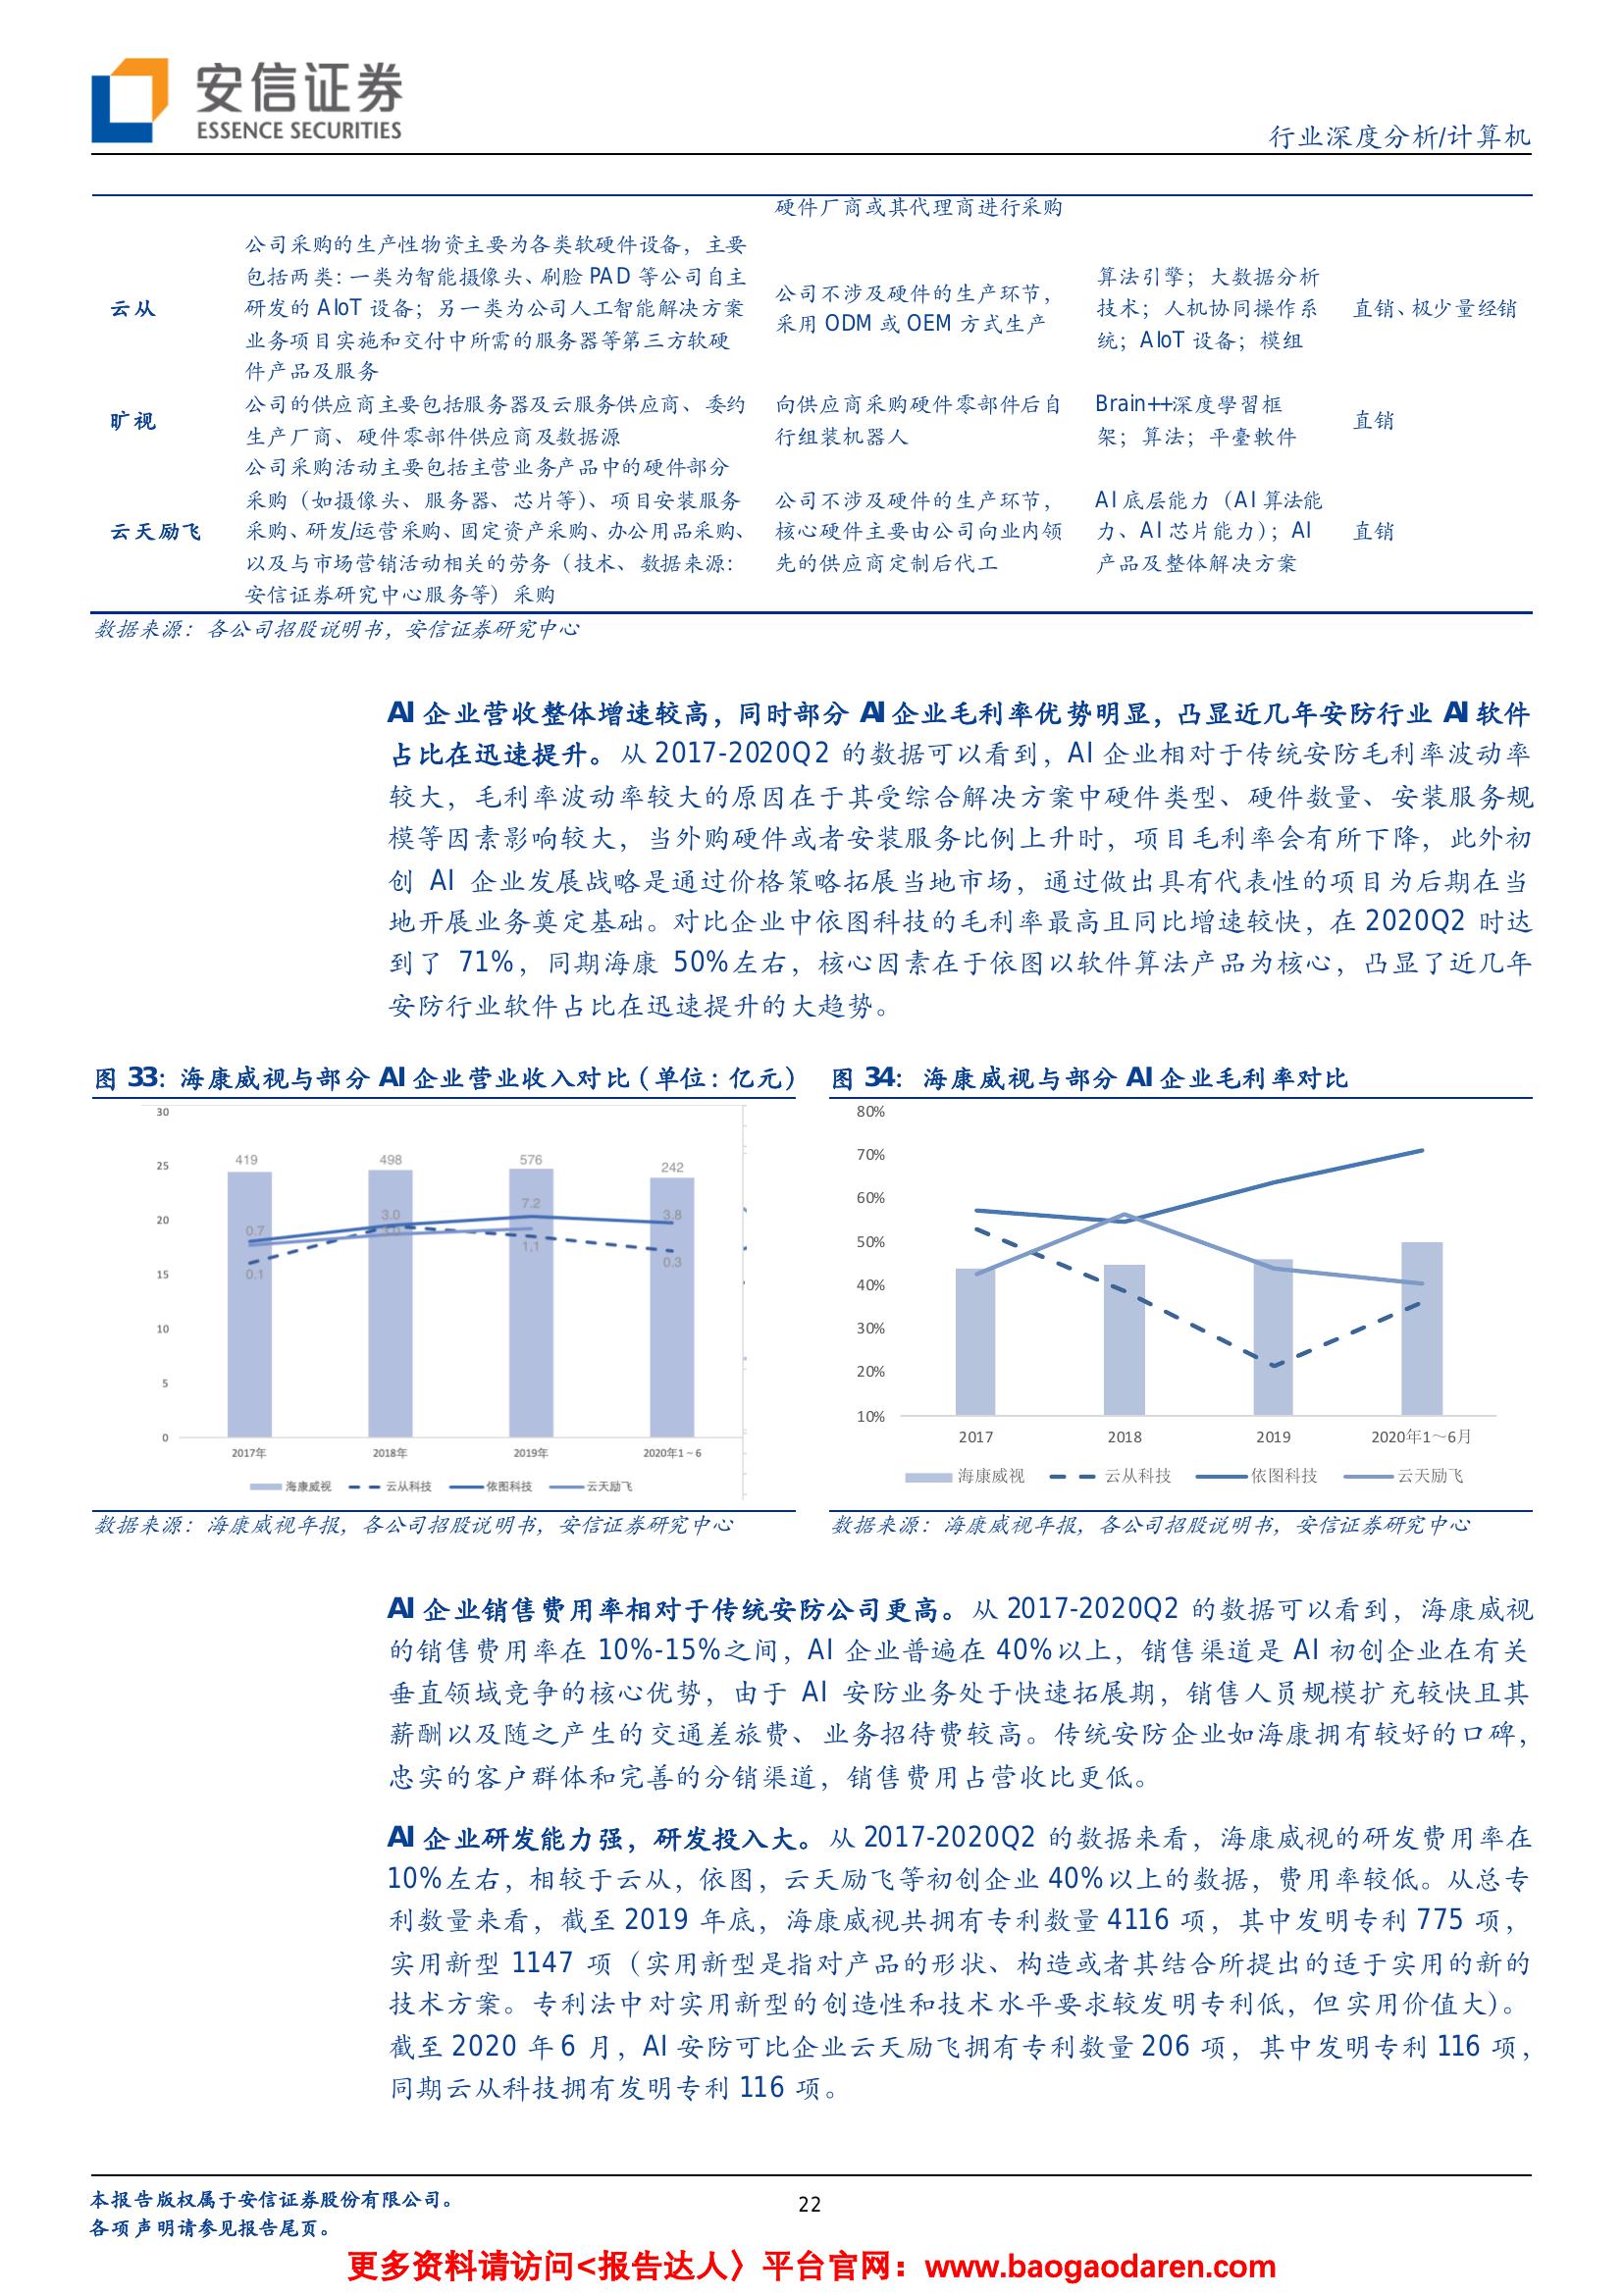 安信证券
ESSENCE SECURITIES
行业深度分析/计算机
硬件厂商或其代理商进行采购
云从
公司采购的生产性物资主要为各类软硬件设备，主要
包括两类：一类为智能摄像头、刷脸 PAD 等公司自主
研发的 AIoT 设备；另一类为公司人工智能解决方案
业务项目实施和交付中所需的服务器等第三方软硬
件产品及服务
公司不涉及硬件的生产环节，
采用 ODM 或 OEM 方式生产
算法引擎；大数据分析
技术；人机协同操作系
统；AIoT 设备；模组
直销、极少量经销
旷视
公司的供应商主要包括服务器及云服务供应商、委约
生产厂商、硬件零部件供应商及数据源
向供应商采购硬件零部件后自
行组装机器人
Brain++深度學習框
架；算法；平臺軟件
直销
云天励飞
公司采购活动主要包括主营业务产品中的硬件部分
采购（如摄像头、服务器、芯片等）、项目安装服务
采购、研发/运营采购、固定资产采购、办公用品采购、
以及与市场营销活动相关的劳务（技术、数据来源：
安信证券研究中心服务等）采购
公司不涉及硬件的生产环节，
核心硬件主要由公司向业内领
先的供应商定制后代工
AI 底层能力（AI 算法能
力、AI 芯片能力）；AI
产品及整体解决方案
直销
数据来源：各公司招股说明书，安信证券研究中心
AI 企业营收整体增速较高，同时部分 AI 企业毛利率优势明显，凸显近几年安防行业 AI 软件
占比在迅速提升。从 2017-2020Q2 的数据可以看到，AI 企业相对于传统安防毛利率波动率
较大，毛利率波动率较大的原因在于其受综合解决方案中硬件类型、硬件数量、安装服务规
模等因素影响较大，当外购硬件或者安装服务比例上升时，项目毛利率会有所下降，此外初
创 AI 企业发展战略是通过价格策略拓展当地市场，通过做出具有代表性的项目为后期在当
地开展业务奠定基础。对比企业中依图科技的毛利率最高且同比增速较快，在 2020Q2 时达
到了 71%，同期海康 50%左右，核心因素在于依图以软件算法产品为核心，凸显了近几年
安防行业软件占比在迅速提升的大趋势。
图 33：海康威视与部分 AI 企业营业收入对比（单位：亿元）
30
25
20
15
10
5
0
419
498
576
242
0.7
3.0
7.2
3.8
0.1
1.1
0.3
2017年
2018年
2019年
2020年1～6
海康威视
云从科技
依图科技
云天励飞
数据来源：海康威视年报，各公司招股说明书，安信证券研究中心
图 34： 海康威视与部分 AI 企业毛利率对比
80%
70%
60%
50%
40%
30%
20%
10%
2017
2018
2019
2020年1～6月
海康威视
云从科技
依图科技
云天励飞
数据来源：海康威视年报，各公司招股说明书，安信证券研究中心
AI 企业销售费用率相对于传统安防公司更高。从 2017-2020Q2 的数据可以看到，海康威视
的销售费用率在 10%-15%之间，AI 企业普遍在 40%以上，销售渠道是 AI 初创企业在有关
垂直领域竞争的核心优势，由于 AI 安防业务处于快速拓展期，销售人员规模扩充较快且其
薪酬以及随之产生的交通差旅费、业务招待费较高。传统安防企业如海康拥有较好的口碑，
忠实的客户群体和完善的分销渠道，销售费用占营收比更低。
AI 企业研发能力强，研发投入大。从 2017-2020Q2 的数据来看，海康威视的研发费用率在
10%左右，相较于云从，依图，云天励飞等初创企业 40%以上的数据，费用率较低。从总专
利数量来看，截至 2019 年底，海康威视共拥有专利数量 4116 项，其中发明专利 775 项，
实用新型 1147 项（实用新型是指对产品的形状、构造或者其结合所提出的适于实用的新的
技术方案。专利法中对实用新型的创造性和技术水平要求较发明专利低，但实用价值大）。
截至 2020 年 6 月，AI 安防可比企业云天励飞拥有专利数量 206 项，其中发明专利 116 项，
同期云从科技拥有发明专利 116 项。
本报告版权属于安信证券股份有限公司。
各项声明请参见报告尾页。
22
更多资料请访问<报告达人〉平台官网：www.baogaodaren.com